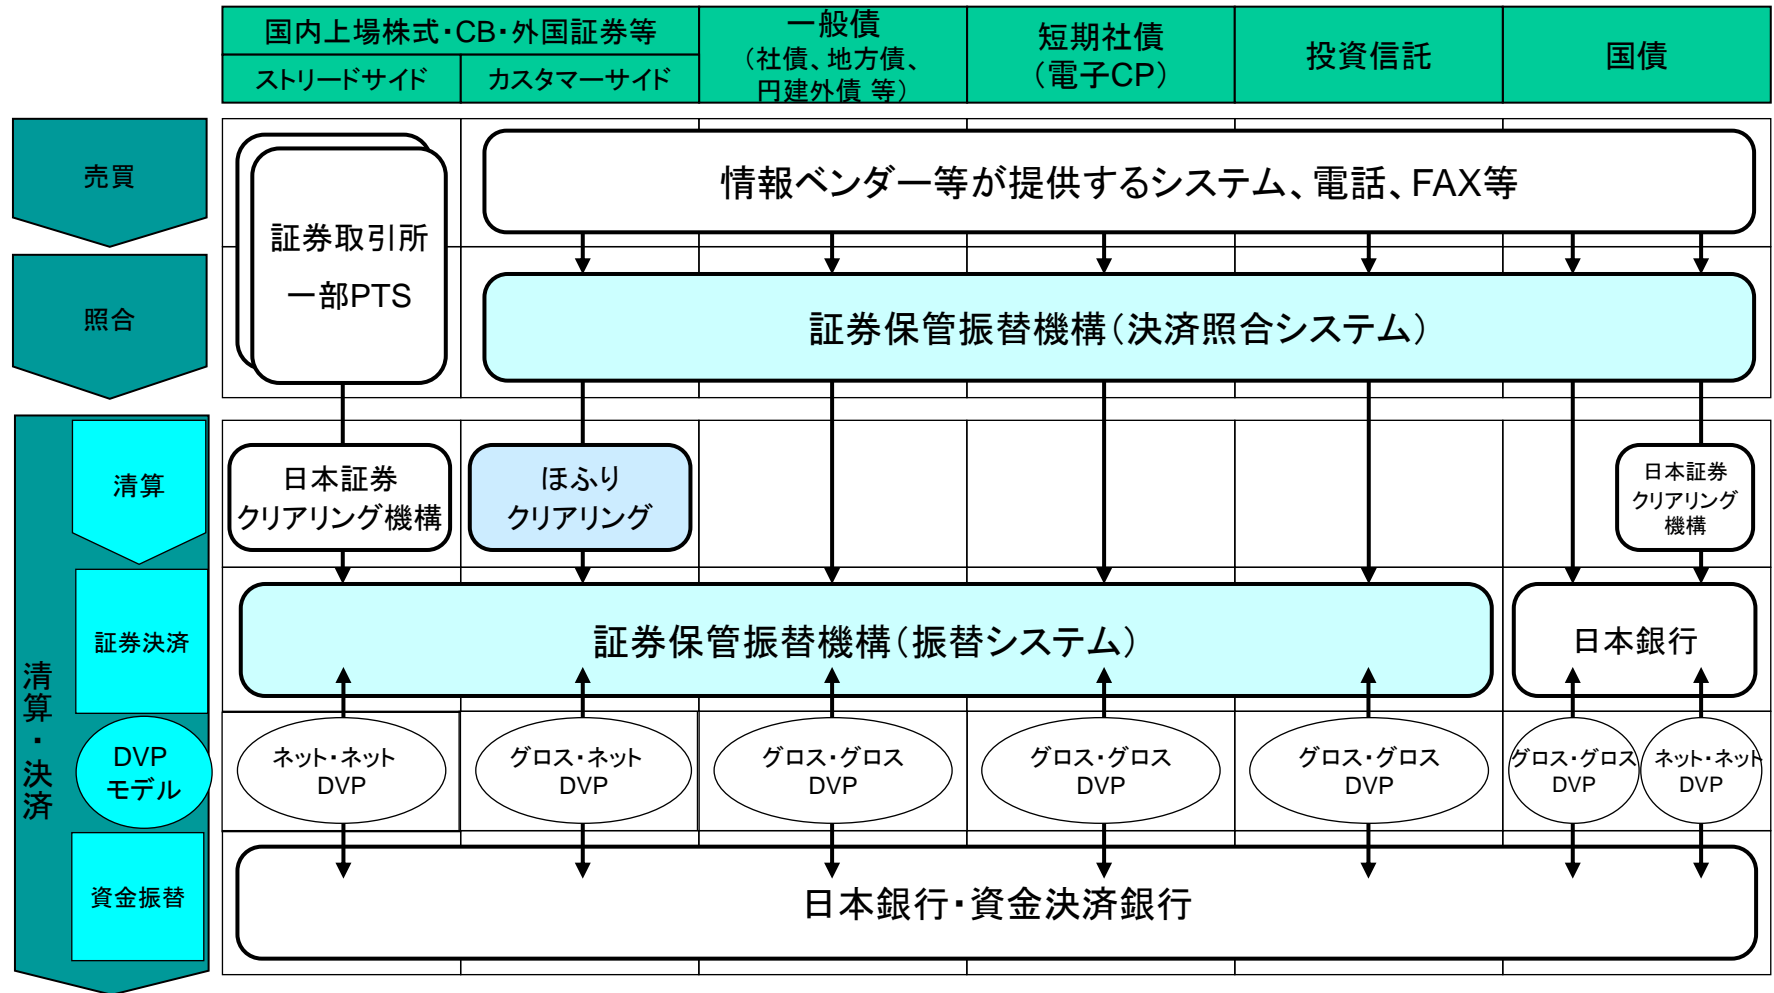 国内上場株式・CB・外国証券等
ストリードサイド
カスタマーサイド
一般債
（社債、地方債、
円建外債 等）
短期社債
（電子CP）
投資信託
国債
売買
証券取引所
一部PTS
情報ベンダー等が提供するシステム、電話、FAX等
照合
証券保管振替機構（決済照合システム）
清算・決済
清算
日本証券
クリアリング機構
ほふり
クリアリング
日本証券
クリアリング
機構
証券決済
証券保管振替機構（振替システム）
日本銀行
DVP
モデル
ネット・ネット
DVP
グロス・ネット
DVP
グロス・グロス
DVP
グロス・グロス
DVP
グロス・グロス
DVP
グロス・グロス
DVP
ネット・ネット
DVP
資金振替
日本銀行・資金決済銀行